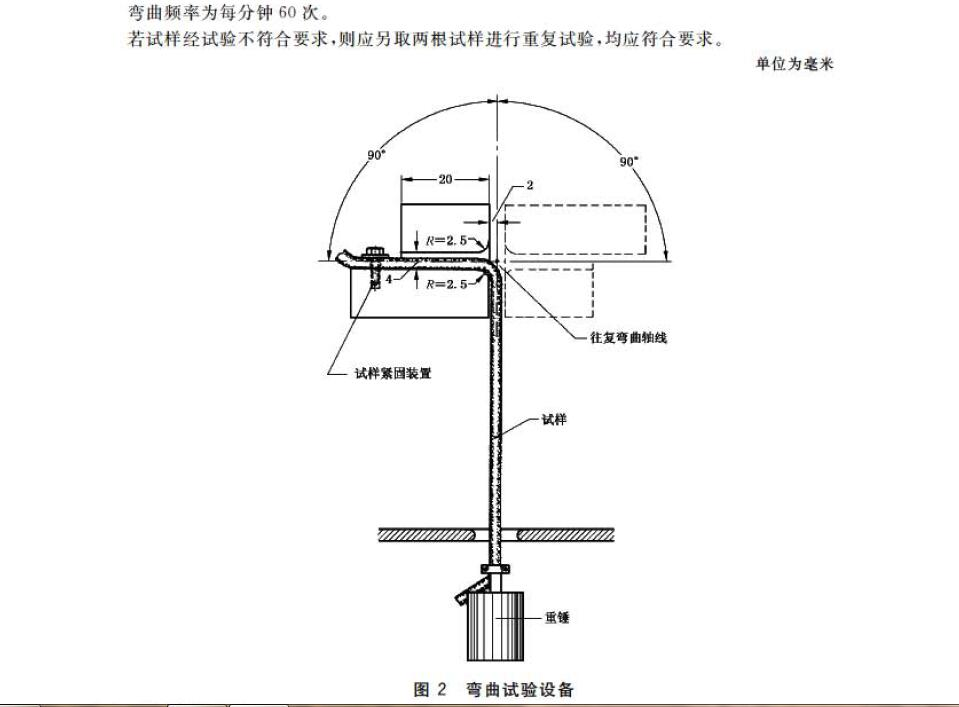 弯曲频率为每分钟60次。
若试样经试验不符合要求,则应另取两根试样进行重复试验,均应符合要求。
单位为毫米
90°
90°
20
2
R=2.5
4
R=2.5
往复弯曲轴线
试样紧固装置
试样
重锤
图 2 弯曲试验设备